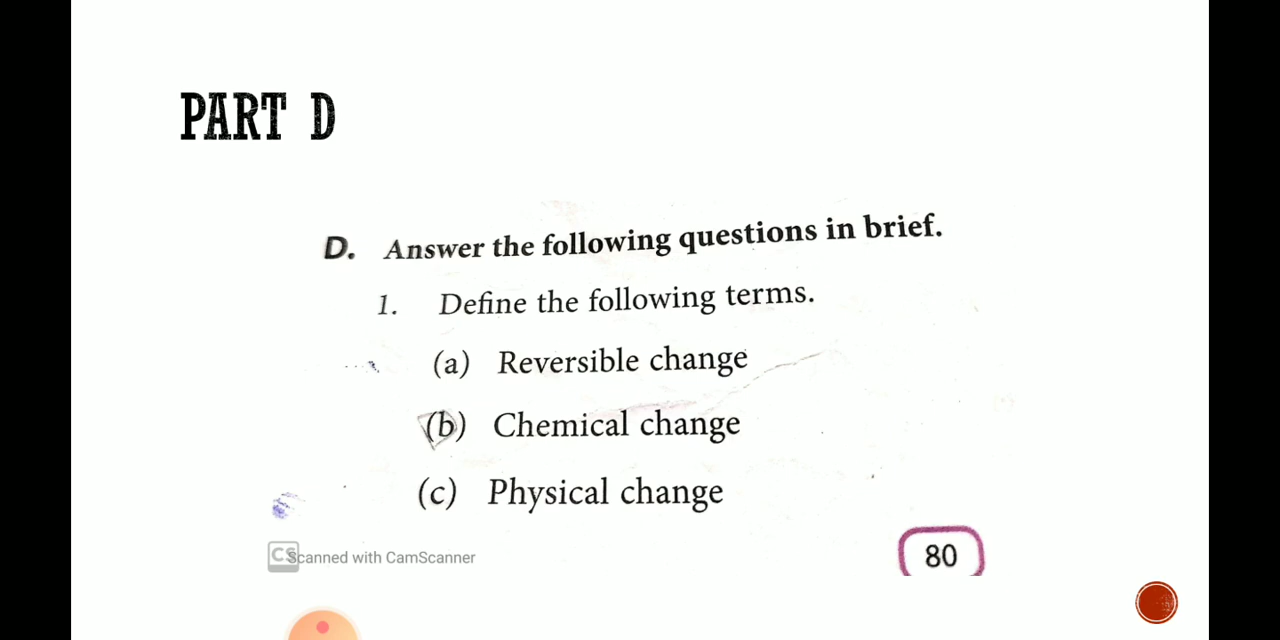 PART D
D. Answer the following questions in brief.
1. Define the following terms.
(a) Reversible change
(b) Chemical change
(c) Physical change
CS Scanned with CamScanner
80